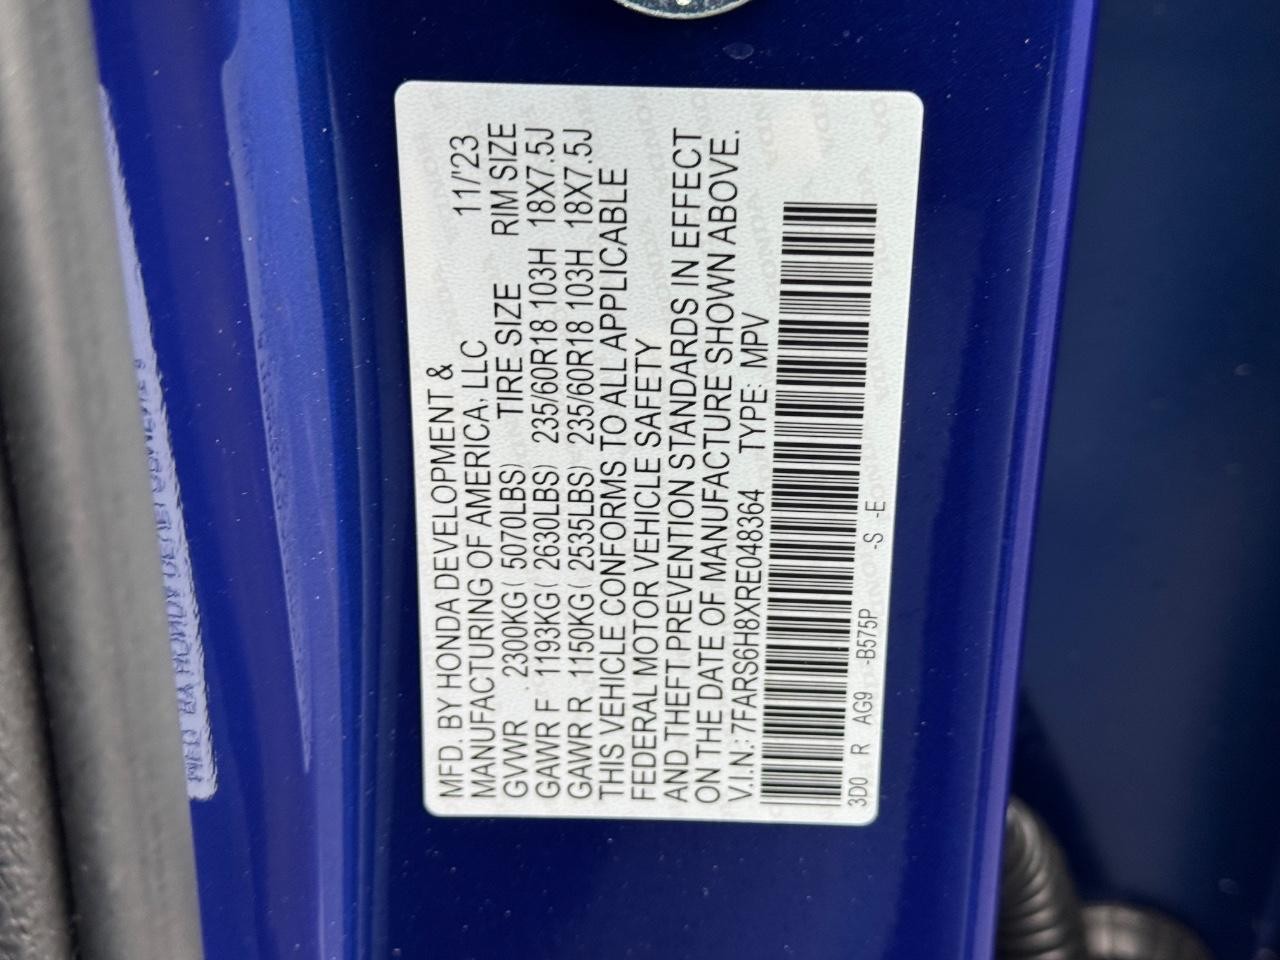 MFD. BY HONDA DEVELOPMENT &
MANUFACTURING OF AMERICA, LLC 11/'23
GVWR 2300KG ( 5070LBS) TIRE SIZE RIM SIZE
GAWR F 1193KG ( 2630LBS) 235/60R18 103H 18X7.5J
GAWR R 1150KG ( 2535LBS) 235/60R18 103H 18X7.5J
THIS VEHICLE CONFORMS TO ALL APPLICABLE
FEDERAL MOTOR VEHICLE SAFETY
AND THEFT PREVENTION STANDARDS IN EFFECT
ON THE DATE OF MANUFACTURE SHOWN ABOVE.
V.I.N.: 7FARS6H8XRE048364 TYPE: MPV
3D0 R AG9 -B575P -S -E